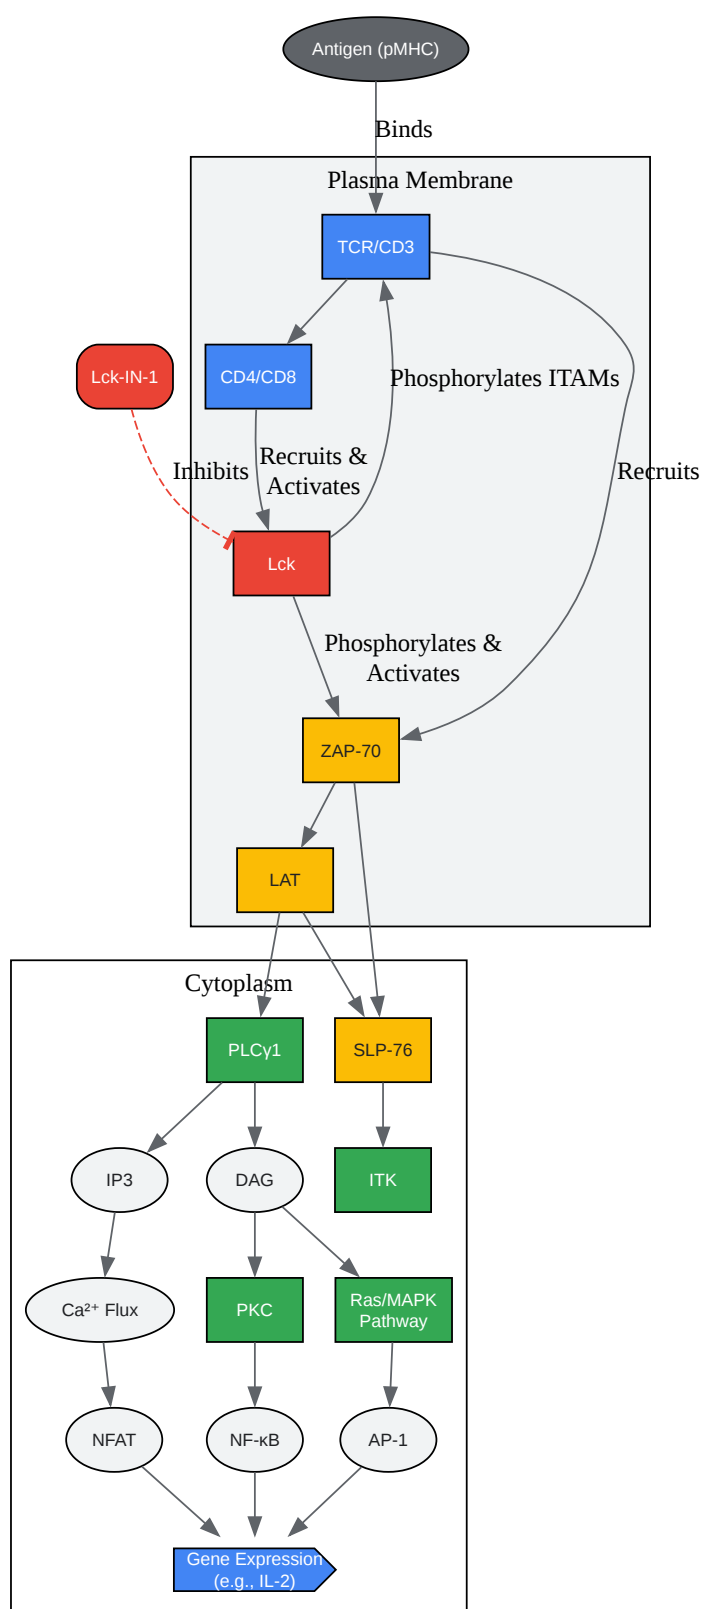 Antigen (pMHC)
Binds
Plasma Membrane
TCR/CD3
Lck-IN-1
CD4/CD8
Phosphorylates ITAMs
Inhibits
Recruits &
Activates
Recruits
Lck
Phosphorylates &
Activates
ZAP-70
LAT
Cytoplasm
PLCγ1
SLP-76
IP3
DAG
ITK
Ca²⁺ Flux
PKC
Ras/MAPK
Pathway
NFAT
NF-κB
AP-1
Gene Expression
(e.g., IL-2)